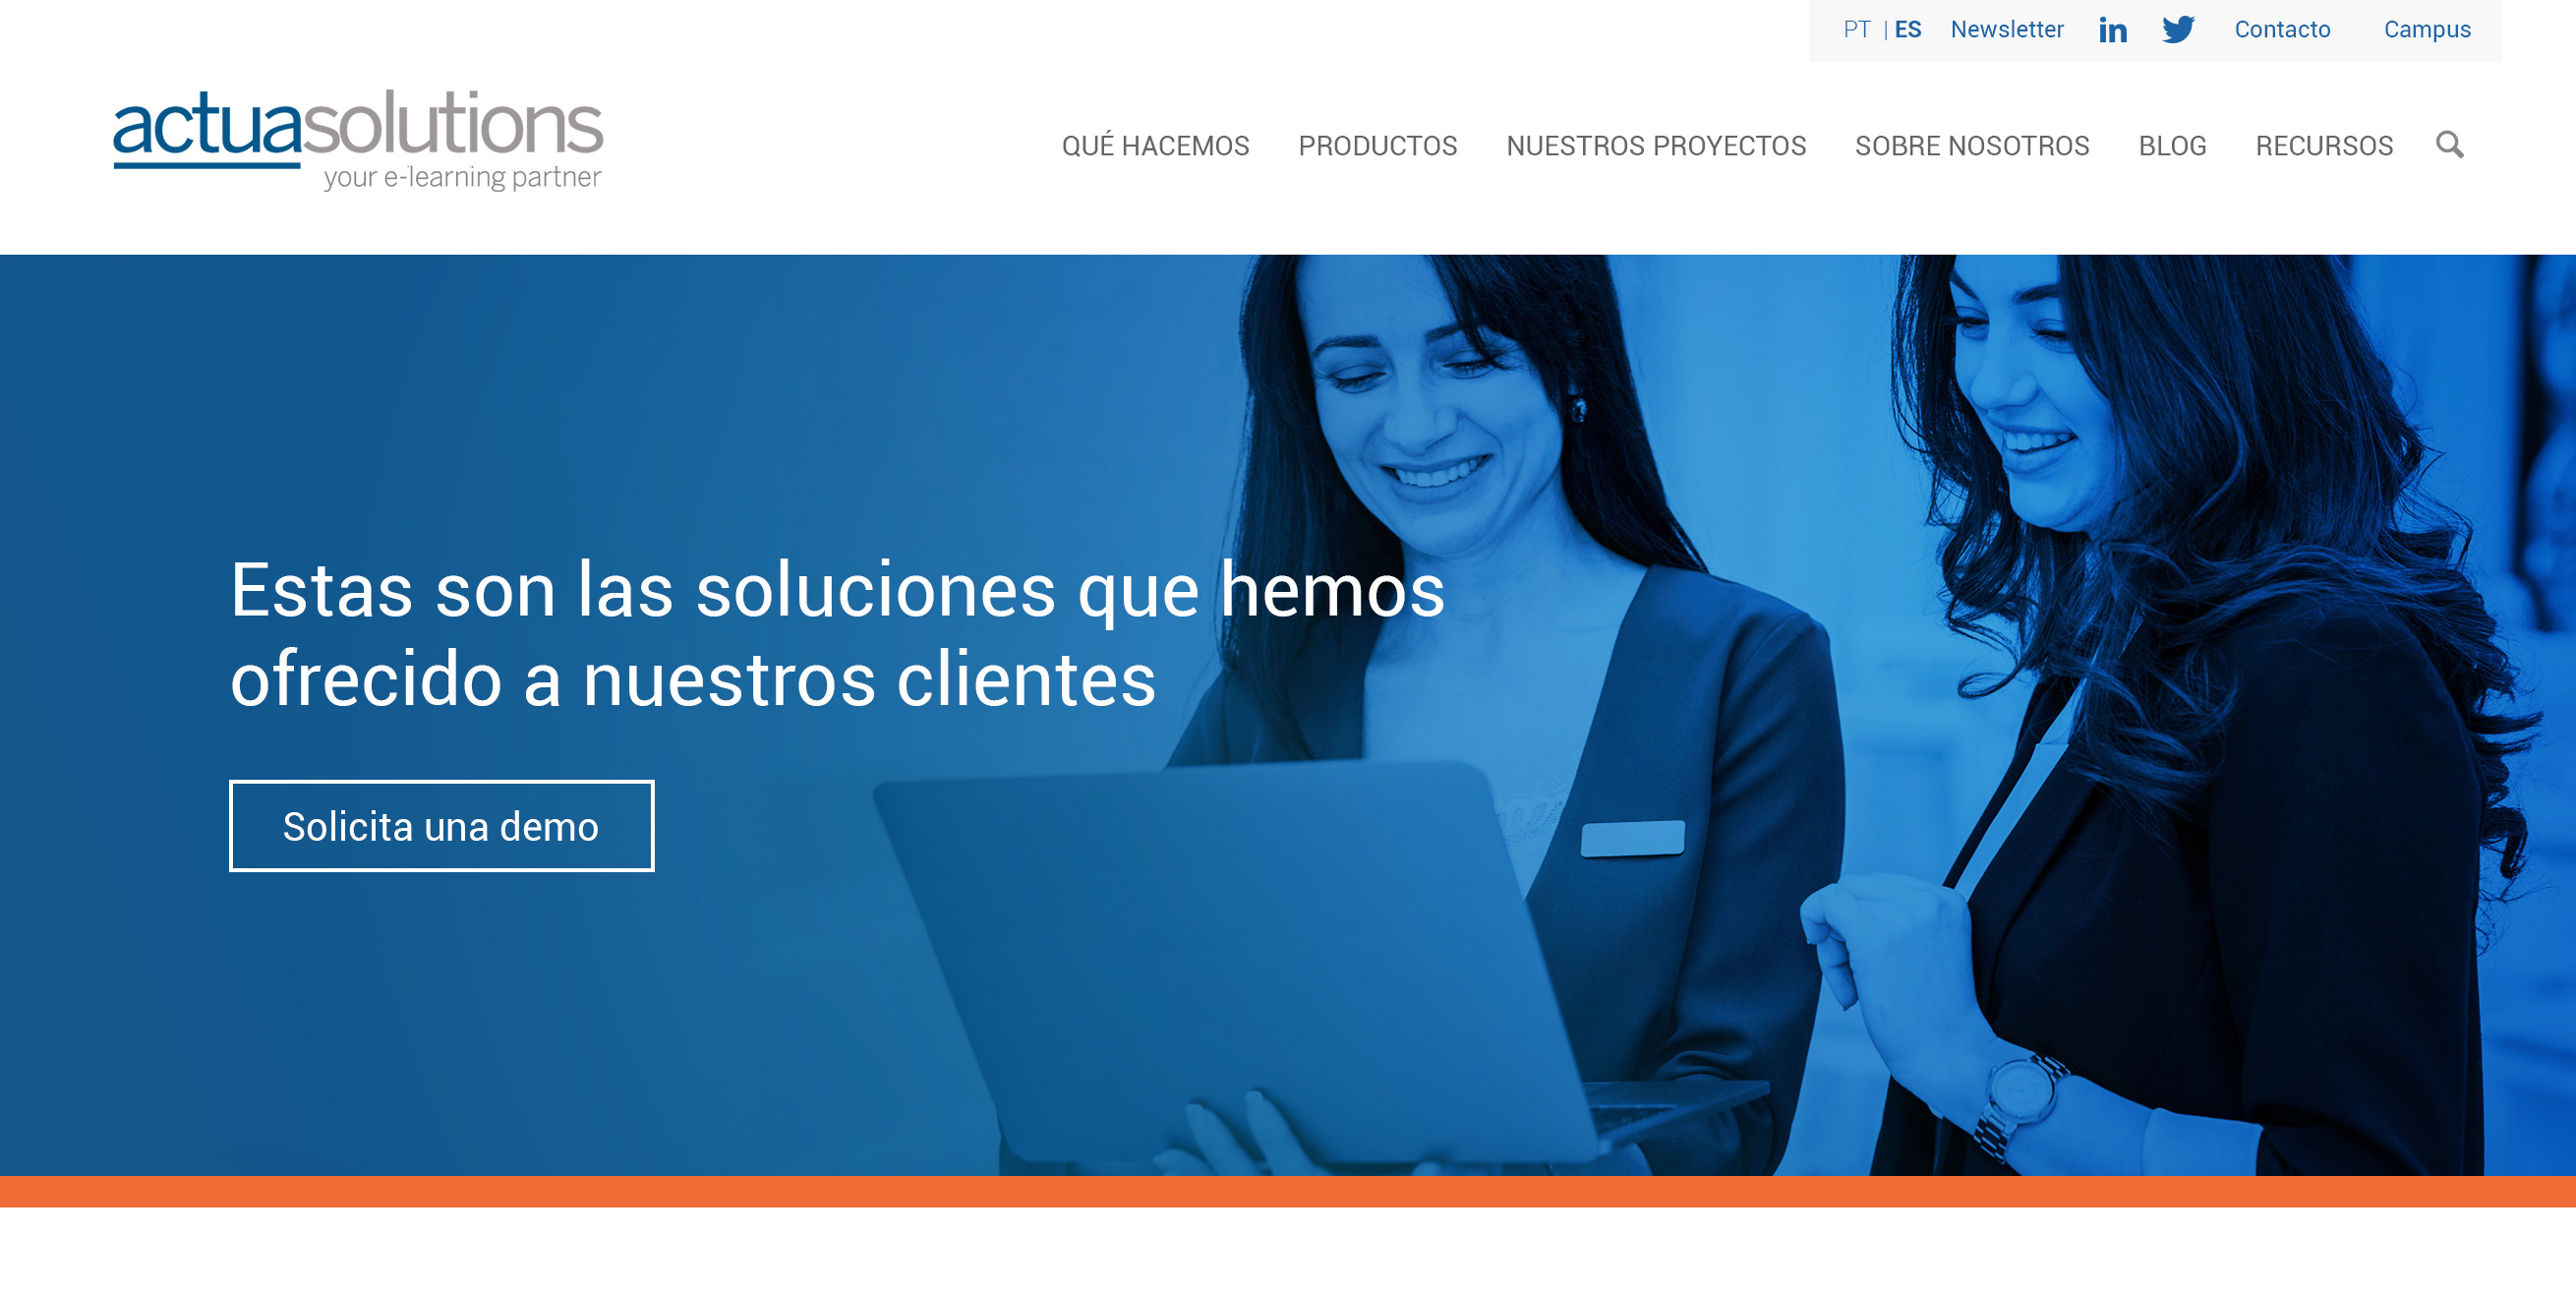 PT | ES Newsletter in Contacto Campus
actuasolutions
your e-learning partner
QUÉ HACEMOS PRODUCTOS NUESTROS PROYECTOS SOBRE NOSOTROS BLOG RECURSOS
Estas son las soluciones que hemos
ofrecido a nuestros clientes
Solicita una demo